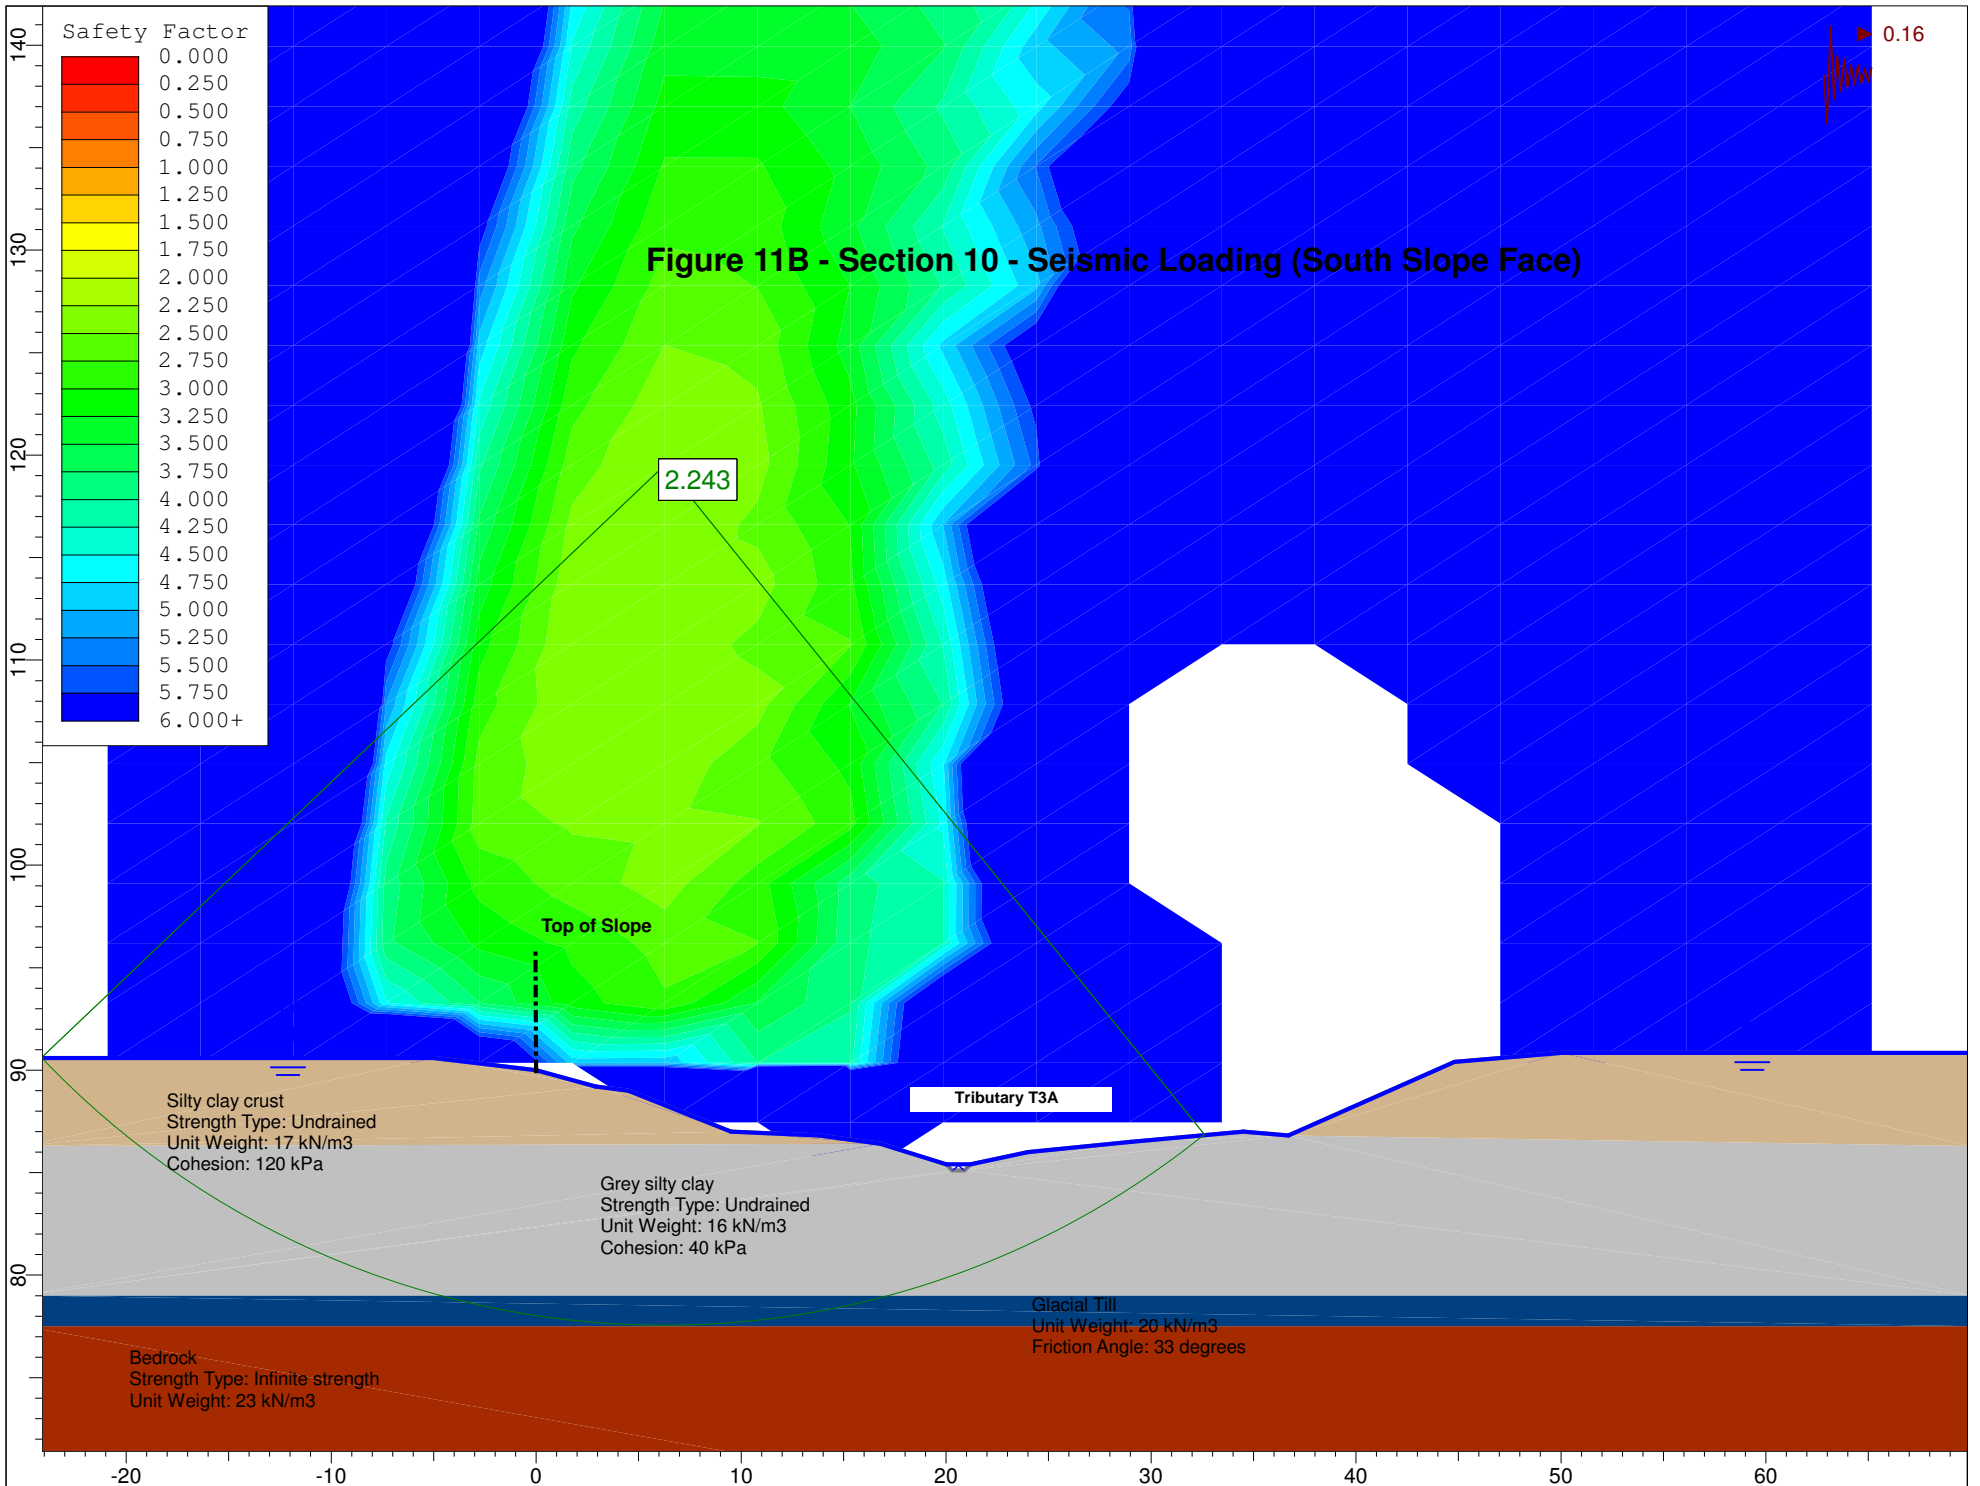 Safety Factor
0.000
0.250
0.500
0.750
1.000
1.250
1.500
1.750
2.000
2.250
2.500
2.750
3.000
3.250
3.500
3.750
4.000
4.250
4.500
4.750
5.000
5.250
5.500
5.750
6.000+
0.16
Figure 11B - Section 10 - Seismic Loading (South Slope Face)
2.243
Top of Slope
Tributary T3A
Silty clay crust
Strength Type: Undrained
Unit Weight: 17 kN/m3
Cohesion: 120 kPa
Grey silty clay
Strength Type: Undrained
Unit Weight: 16 kN/m3
Cohesion: 40 kPa
Glacial Till
Unit Weight: 20 kN/m3
Friction Angle: 33 degrees
Bedrock
Strength Type: Infinite strength
Unit Weight: 23 kN/m3
140
130
120
110
100
90
80
-20 -10 0 10 20 30 40 50 60